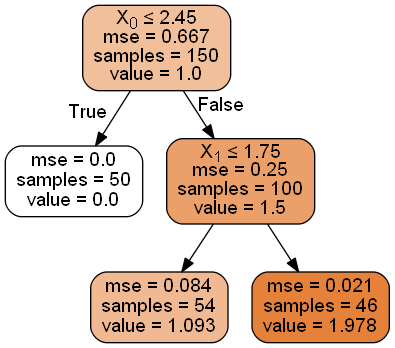 X₀ ≤ 2.45
mse = 0.667
samples = 150
value = 1.0
True
False
mse = 0.0
samples = 50
value = 0.0
X₁ ≤ 1.75
mse = 0.25
samples = 100
value = 1.5
mse = 0.084
samples = 54
value = 1.093
mse = 0.021
samples = 46
value = 1.978